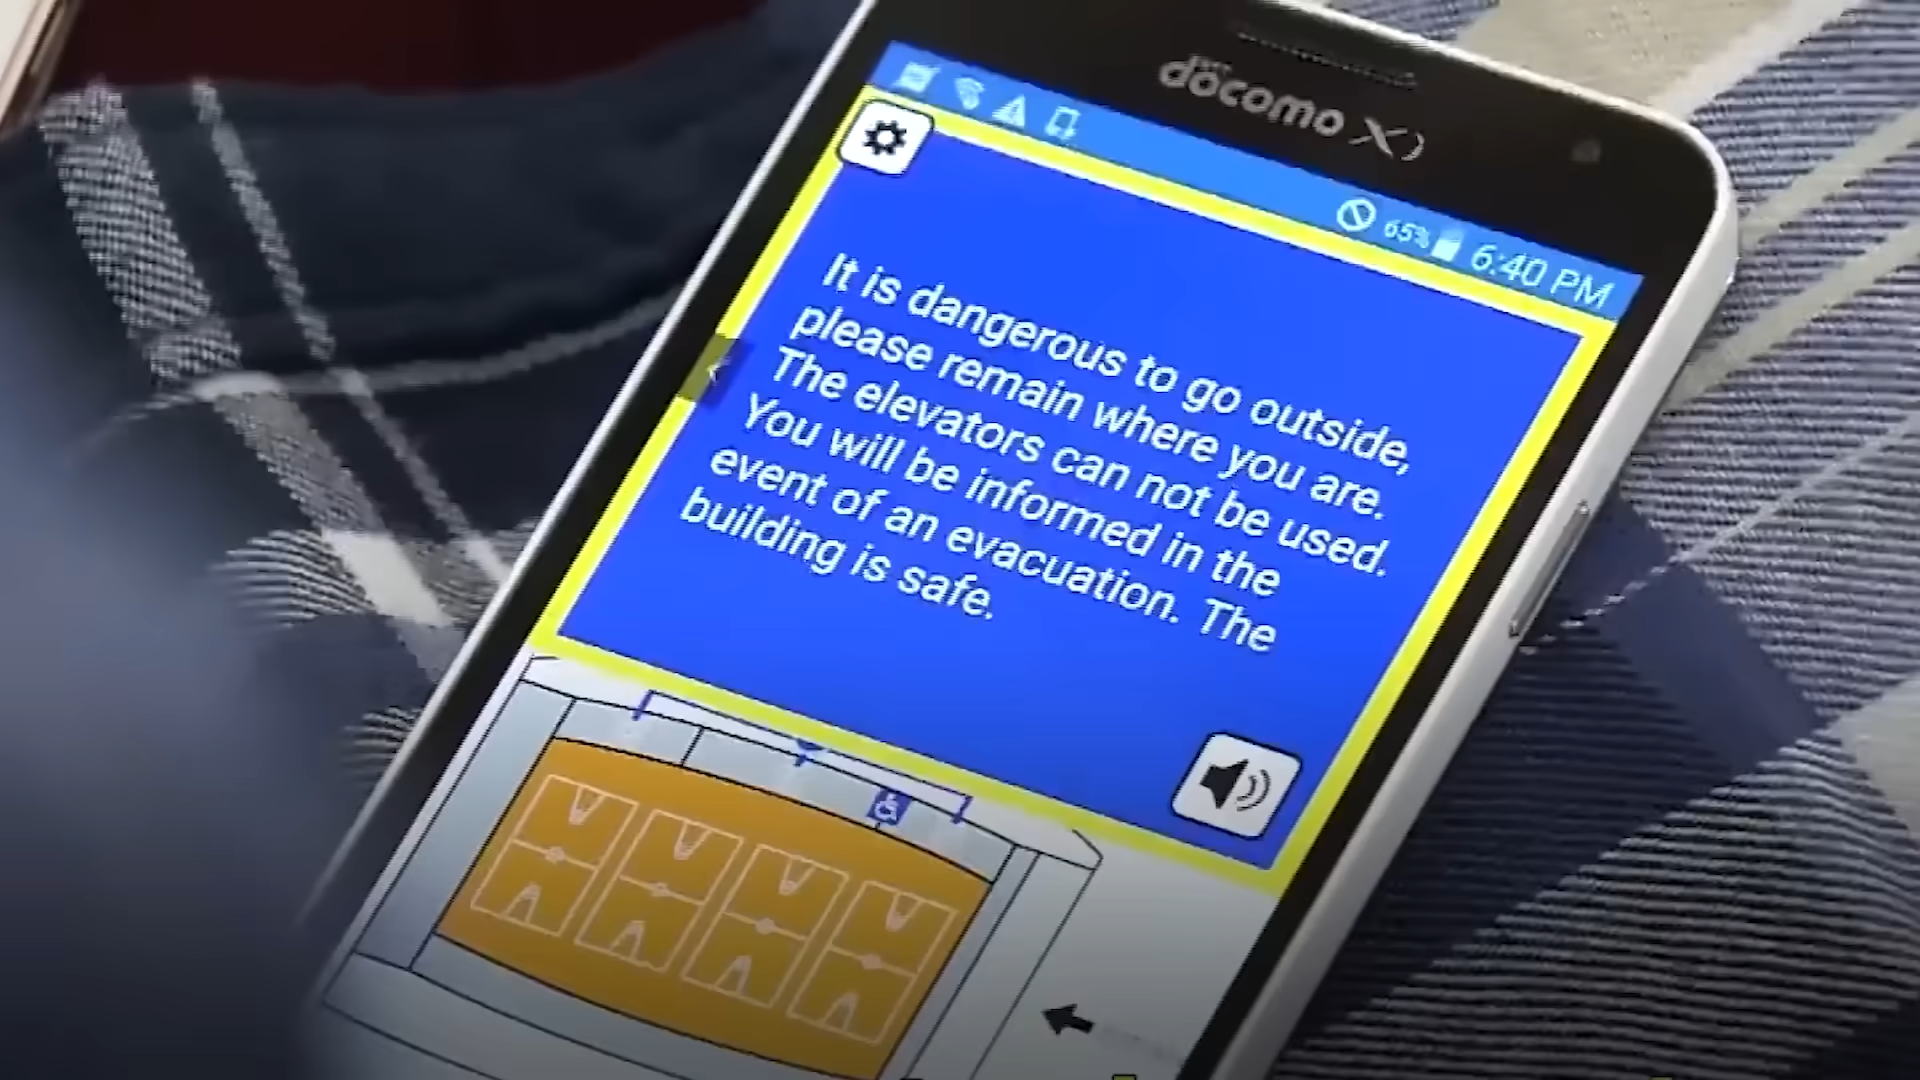 docomo Xi
65% 6:40 PM
It is dangerous to go outside,
please remain where you are.
The elevators can not be used.
You will be informed in the
event of an evacuation. The
building is safe.